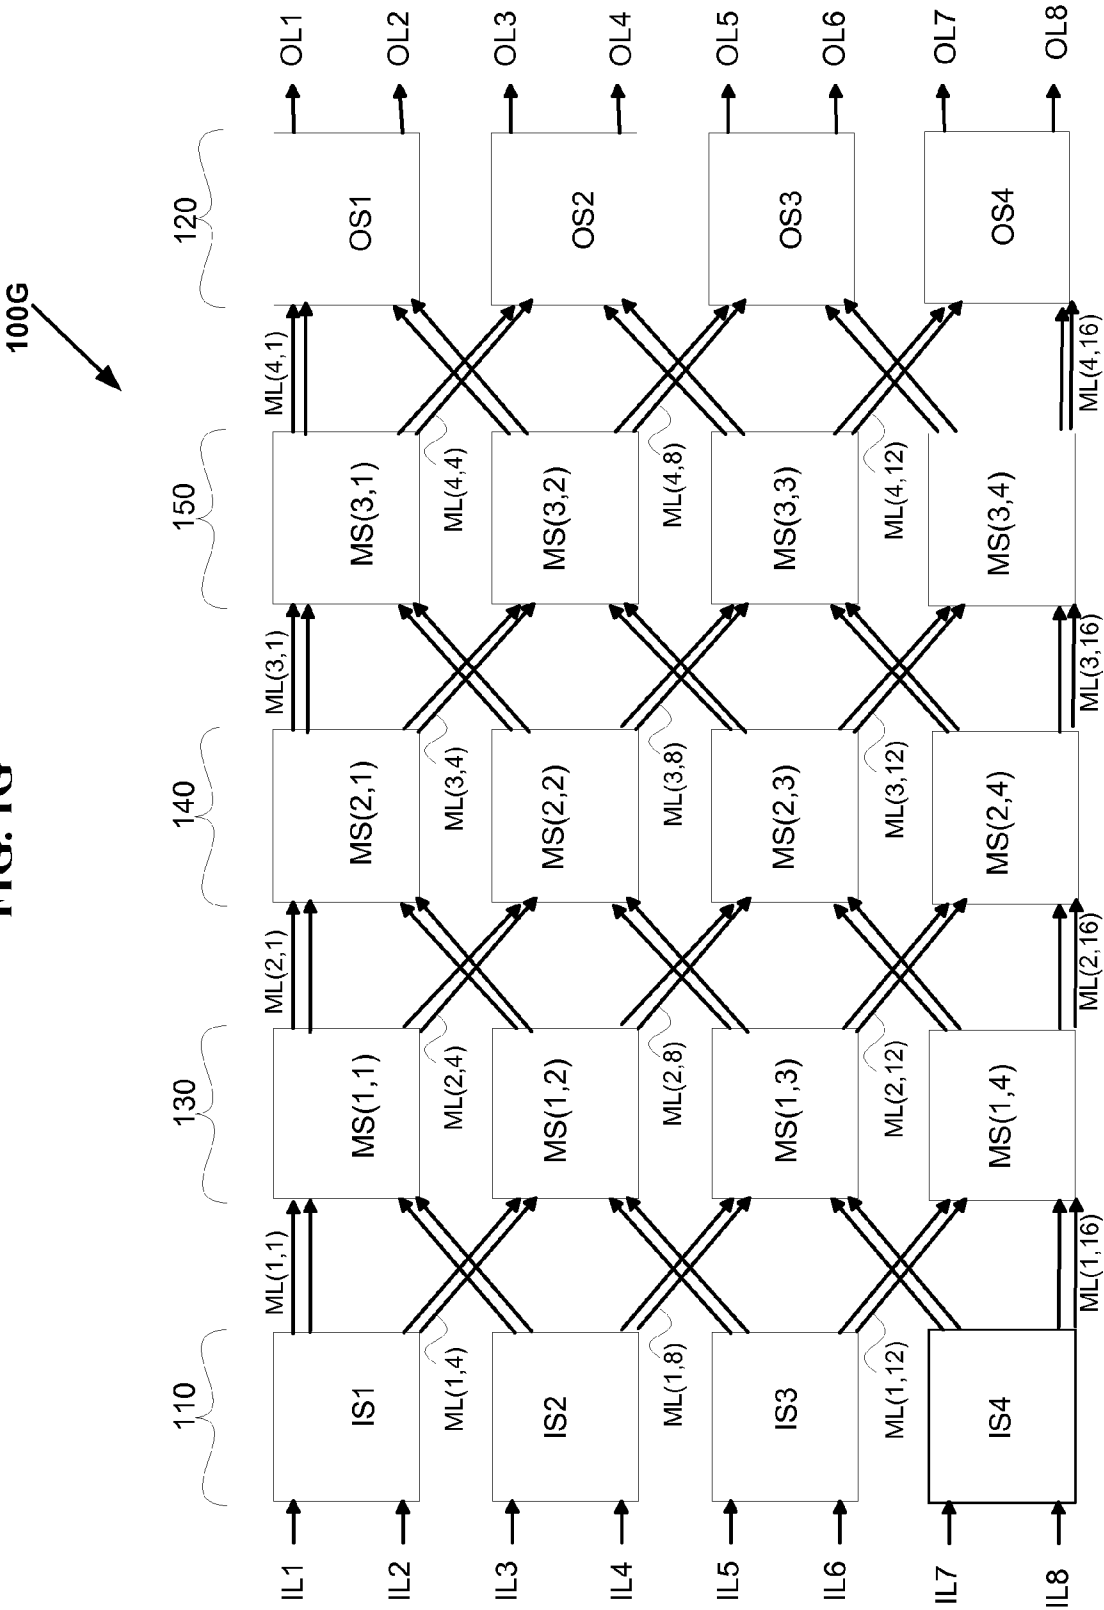 FIG. 1G
100G
110
130
140
150
120
IL1
IL2
IL3
IL4
IL5
IL6
IL7
IL8
IS1
IS2
IS3
IS4
ML(1,1)
ML(1,4)
ML(1,8)
ML(1,12)
ML(1,16)
MS(1,1)
MS(1,2)
MS(1,3)
MS(1,4)
ML(2,1)
ML(2,4)
ML(2,8)
ML(2,12)
ML(2,16)
MS(2,1)
MS(2,2)
MS(2,3)
MS(2,4)
ML(3,1)
ML(3,4)
ML(3,8)
ML(3,12)
ML(3,16)
MS(3,1)
MS(3,2)
MS(3,3)
MS(3,4)
ML(4,1)
ML(4,4)
ML(4,8)
ML(4,12)
ML(4,16)
OS1
OS2
OS3
OS4
OL1
OL2
OL3
OL4
OL5
OL6
OL7
OL8